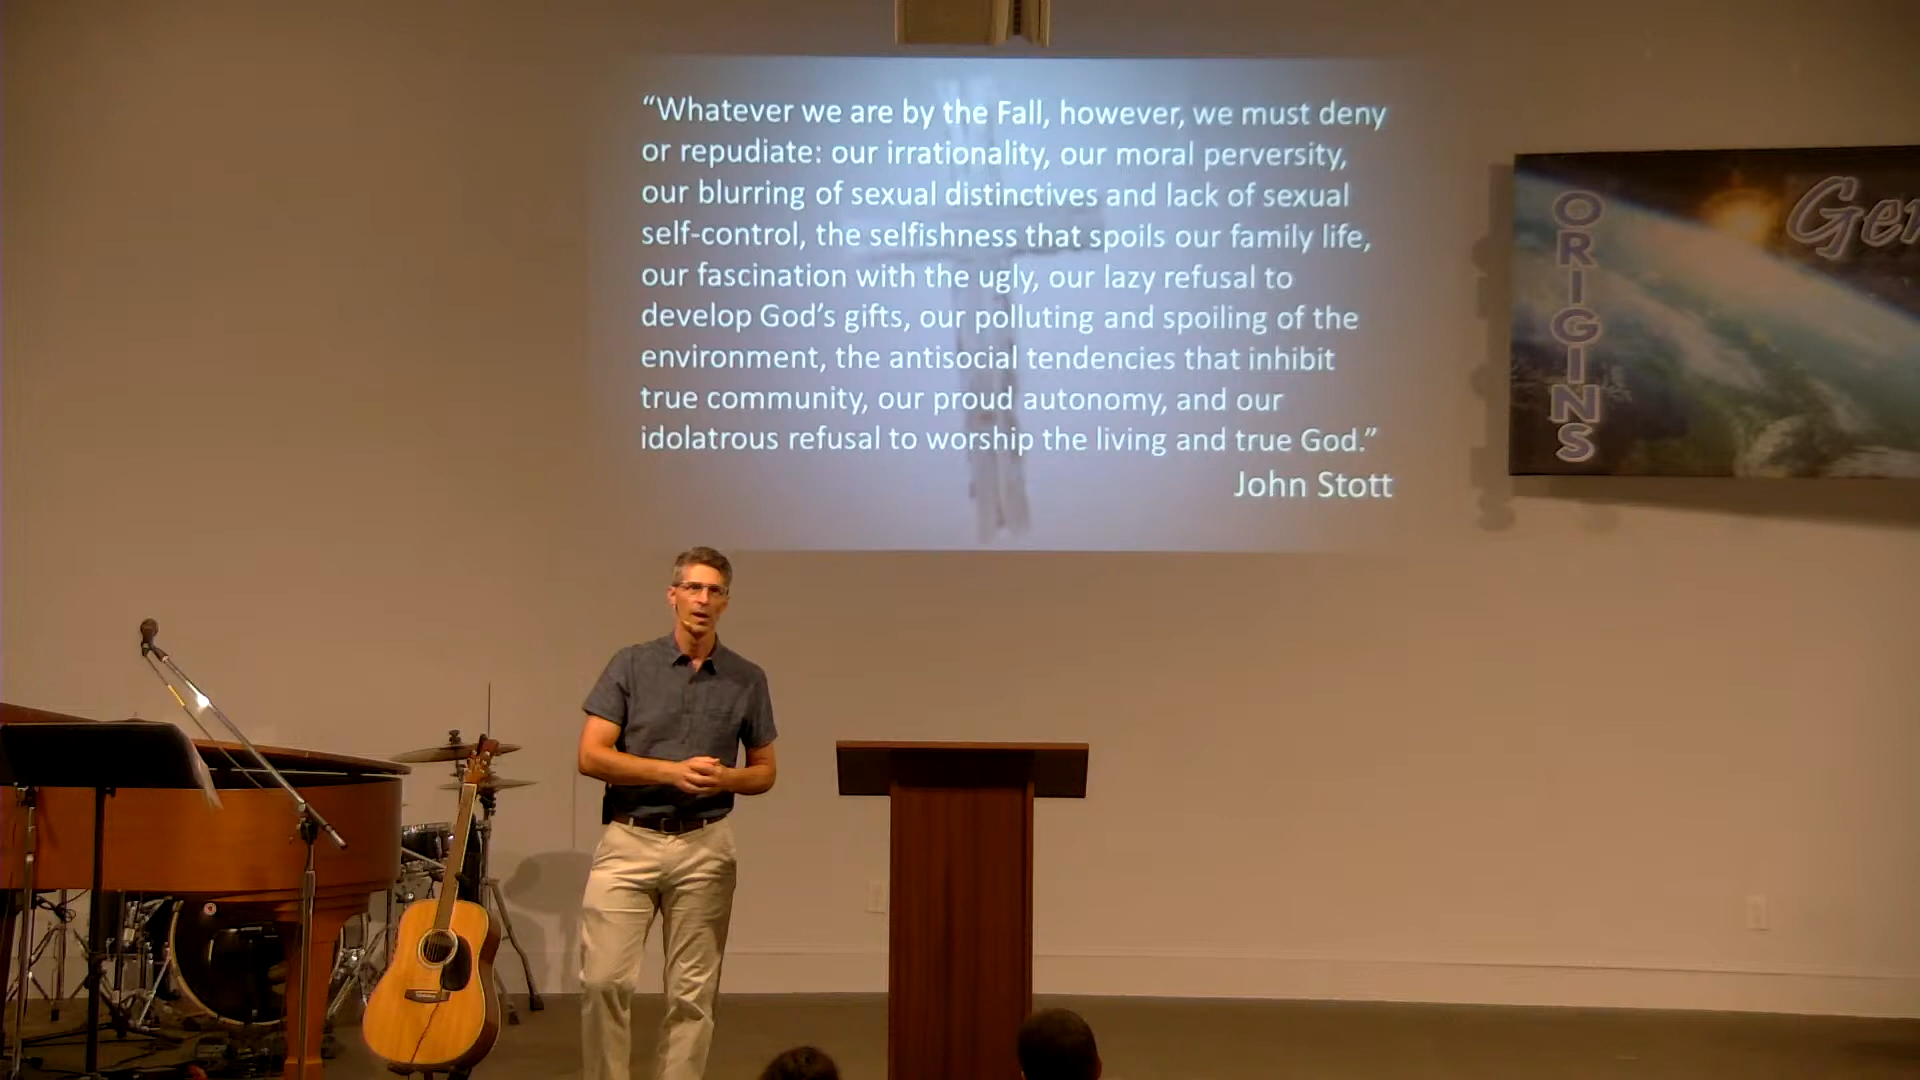 “Whatever we are by the Fall, however, we must deny
or repudiate: our irrationality, our moral perversity,
our blurring of sexual distinctives and lack of sexual
self-control, the selfishness that spoils our family life,
our fascination with the ugly, our lazy refusal to
develop God’s gifts, our polluting and spoiling of the
environment, the antisocial tendencies that inhibit
true community, our proud autonomy, and our
idolatrous refusal to worship the living and true God.”
John Stott
ORIGINS